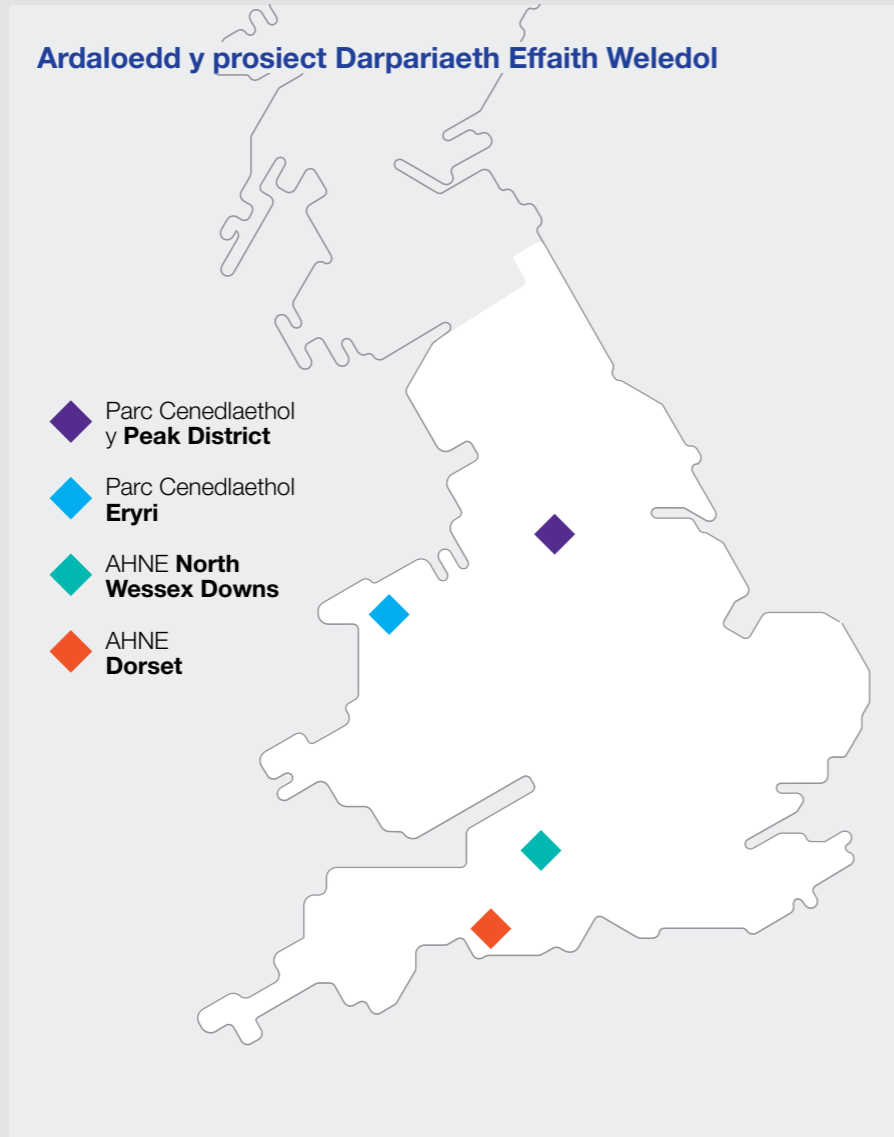 Ardaloedd y prosiect Darpariaeth Effaith Weledol
Parc Cenedlaethol
y Peak District
Parc Cenedlaethol
Eryri
AHNE North
Wessex Downs
AHNE
Dorset